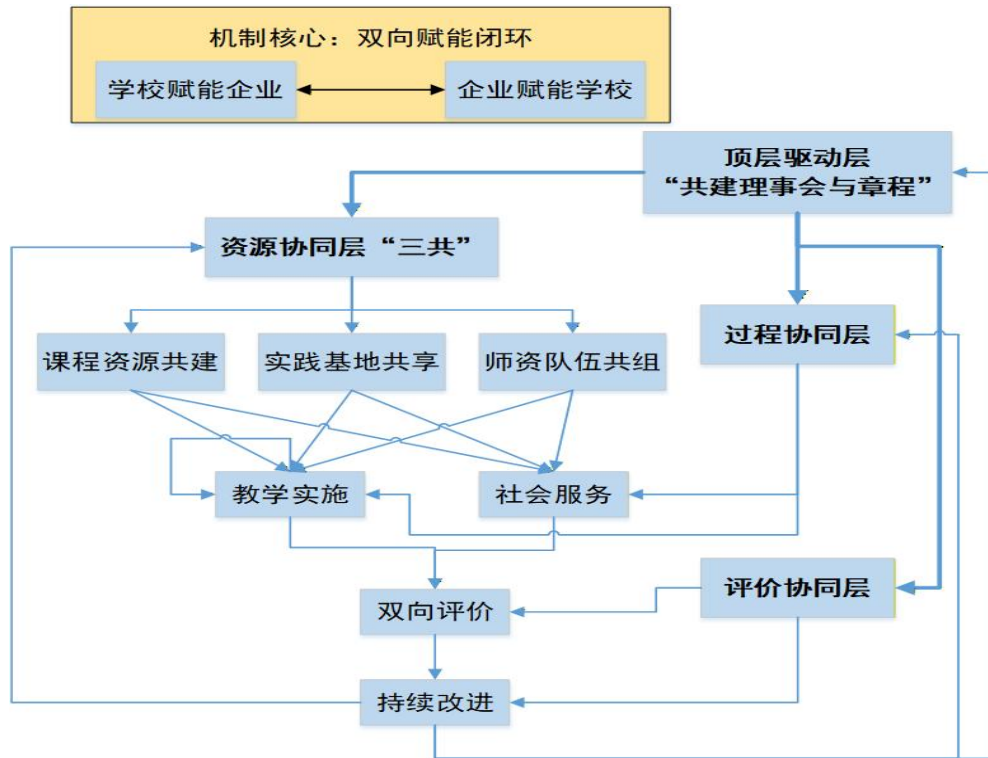 机制核心：双向赋能闭环
学校赋能企业
企业赋能学校
顶层驱动层
“共建理事会与章程”
资源协同层“三共”
课程资源共建
实践基地共享
师资队伍共组
过程协同层
教学实施
社会服务
双向评价
评价协同层
持续改进